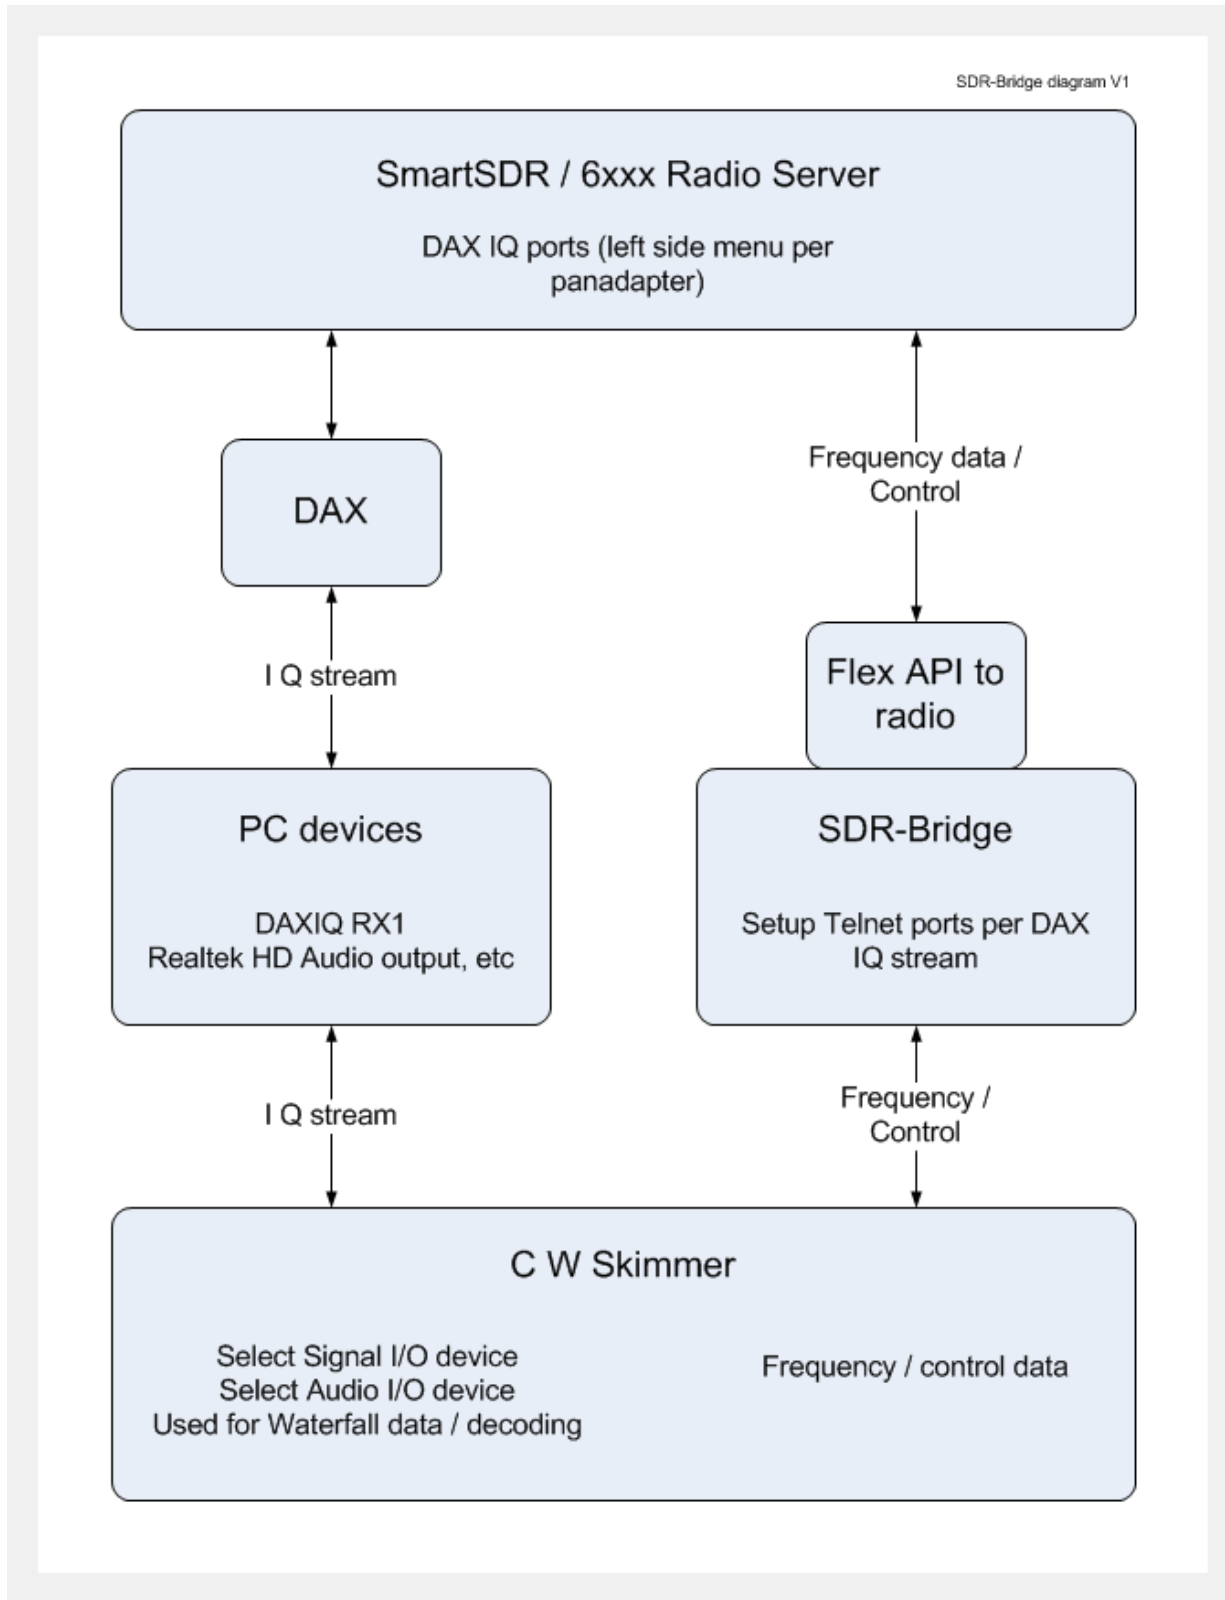 SDR-Bridge diagram V1
SmartSDR / 6xxx Radio Server
DAX IQ ports (left side menu per
panadapter)
Frequency data /
Control
DAX
I Q stream
Flex API to
radio
PC devices
DAXIQ RX1
Realtek HD Audio output, etc
SDR-Bridge
Setup Telnet ports per DAX
IQ stream
I Q stream
Frequency /
Control
C W Skimmer
Select Signal I/O device
Select Audio I/O device
Used for Waterfall data / decoding
Frequency / control data